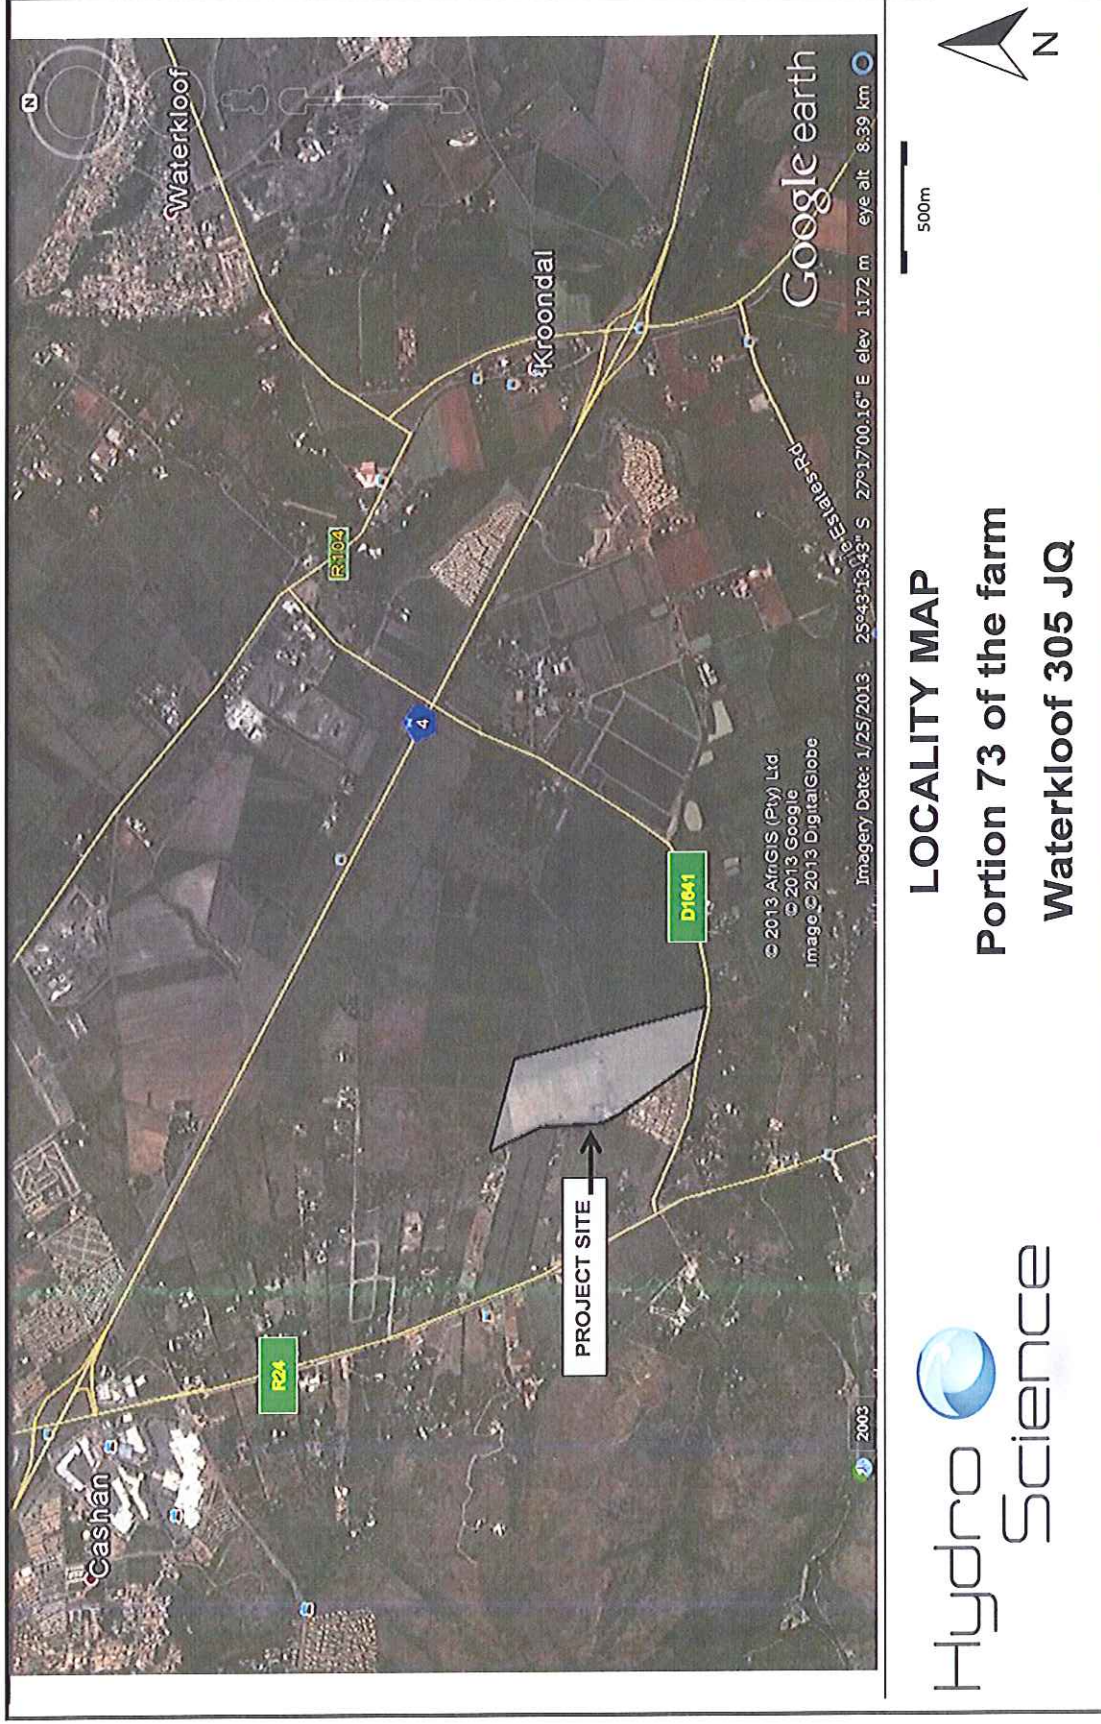 N
Cashan
Waterkloof
R24
R104
4
Kroondal
PROJECT SITE
D1641
Estates-Rd
© 2013 AfriGIS (Pty) Ltd.
© 2013 Google
Image © 2013 DigitalGlobe
Google earth
2003
Imagery Date: 1/25/2013 25°43'13.43" S 27°17'00.16" E elev 1172 m eye alt 8.39 km
Hydro
Science
LOCALITY MAP
Portion 73 of the farm
Waterkloof 305 JQ
500m
N